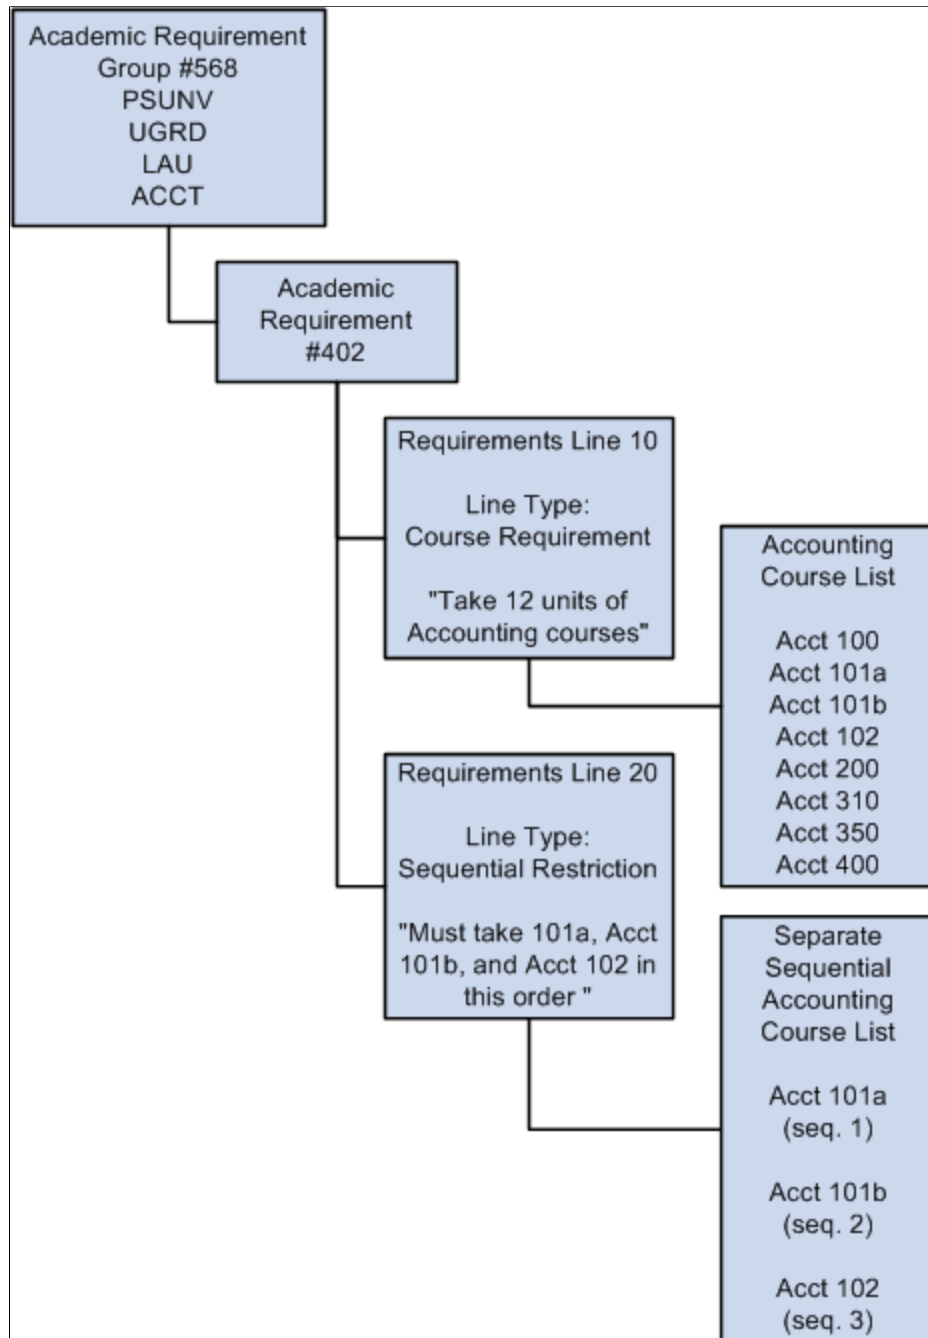 Academic Requirement
Group #568
PSUNV
UGRD
LAU
ACCT
Academic
Requirement
#402
Requirements Line 10
Line Type:
Course Requirement
"Take 12 units of
Accounting courses"
Accounting
Course List
Acct 100
Acct 101a
Acct 101b
Acct 102
Acct 200
Acct 310
Acct 350
Acct 400
Requirements Line 20
Line Type:
Sequential Restriction
"Must take 101a, Acct
101b, and Acct 102 in
this order "
Separate
Sequential
Accounting
Course List
Acct 101a
(seq. 1)
Acct 101b
(seq. 2)
Acct 102
(seq. 3)